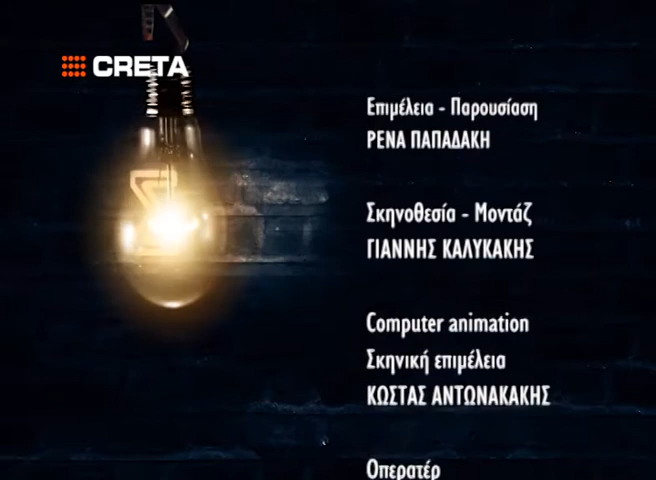 CRETA
Επιμέλεια - Παρουσίαση
ΡΕΝΑ ΠΑΠΑΔΑΚΗ
Σκηνοθεσία - Μοντάζ
ΓΙΑΝΝΗΣ ΚΑΛΥΚΑΚΗΣ
Computer animation
Σκηνική επιμέλεια
ΚΩΣΤΑΣ ΑΝΤΩΝΑΚΑΚΗΣ
Οπερατέρ